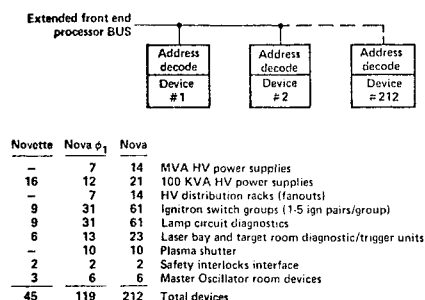 Extended front end
processor BUS
Address decode Address decode Address decode
Device #1 Device #2 Device #212
Novette Nova ϕ1 Nova
– 7 14 MVA HV power supplies
16 12 21 100 KVA HV power supplies
– 7 14 HV distribution racks (fanouts)
9 31 61 Ignitron switch groups (1-5 ign pairs/group)
9 31 61 Lamp circuit diagnostics
6 13 23 Laser bay and target room diagnostic/trigger units
– 10 10 Plasma shutter
2 2 2 Safety interlocks interface
3 6 6 Master Oscillator room devices
45 119 212 Total devices